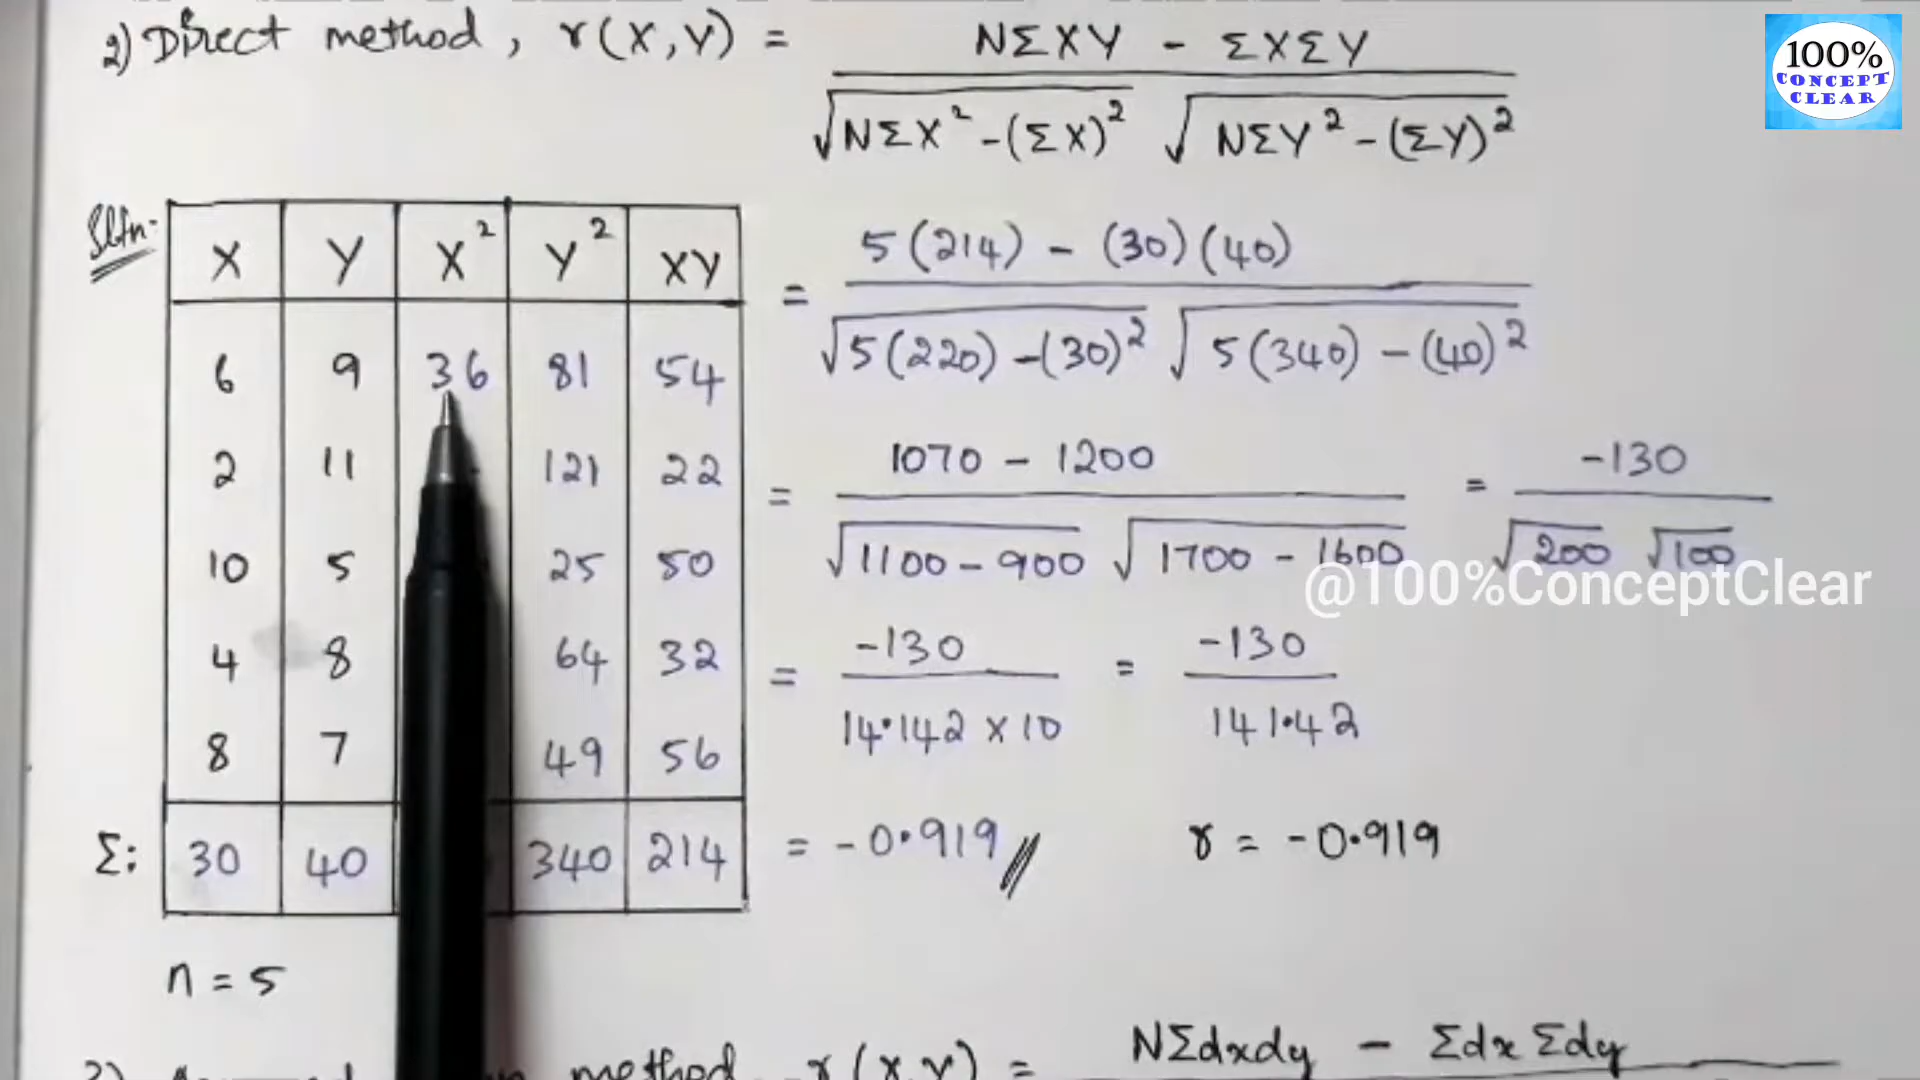 2) Direct method, r(X,Y) = NΣXY - ΣXΣY
√NΣX² -(ΣX)² √NΣY² -(ΣY)²
100%
CONCEPT
CLEAR
Sltn:-
X Y X² Y² XY
6 9 36 81 54
2 11 121 22
10 5 25 50
4 8 64 32
8 7 49 56
Σ: 30 40 340 214
n = 5
= 5(214) - (30)(40)
√5(220) -(30)² √5(340) -(40)²
= 1070 - 1200 = -130
√1100 - 900 √1700 - 1600 √200 √100
@100%ConceptClear
= -130 = -130
14.142 x 10 141.42
= -0.919 r = -0.919
method r(x,y) = NΣdxdy - Σdx Σdy